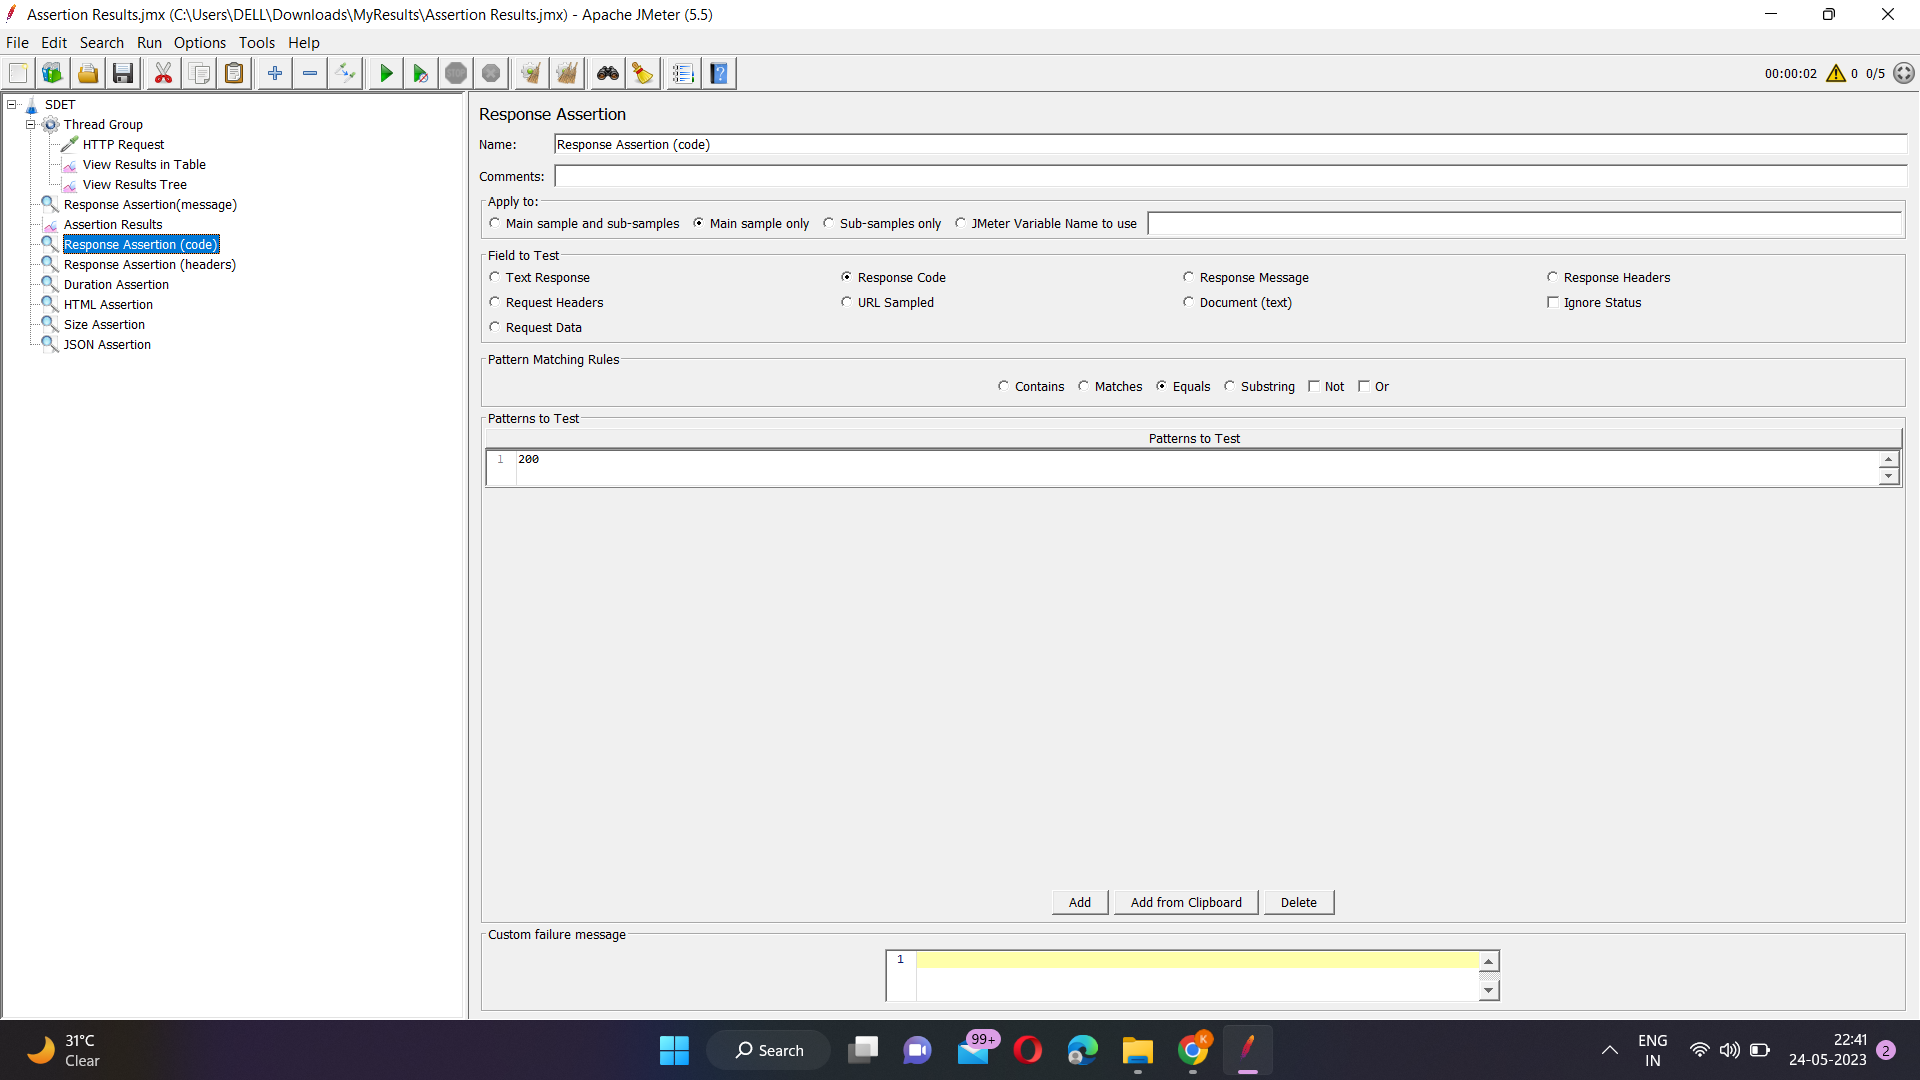 Assertion Results.jmx (C:\Users\DELL\Downloads\MyResults\Assertion Results.jmx) - Apache JMeter (5.5)
File Edit Search Run Options Tools Help
STOP
00:00:02 0 0/5
SDET
Thread Group
HTTP Request
View Results in Table
View Results Tree
Response Assertion(message)
Assertion Results
Response Assertion (code)
Response Assertion (headers)
Duration Assertion
HTML Assertion
Size Assertion
JSON Assertion
Response Assertion
Name: Response Assertion (code)
Comments:
Apply to:
Main sample and sub-samples Main sample only Sub-samples only JMeter Variable Name to use
Field to Test
Text Response Response Code Response Message Response Headers
Request Headers URL Sampled Document (text) Ignore Status
Request Data
Pattern Matching Rules
Contains Matches Equals Substring Not Or
Patterns to Test
Patterns to Test
1 200
Add Add from Clipboard Delete
Custom failure message
1
31°C
Clear
Search
99+
K
ENG
IN
22:41
24-05-2023
2